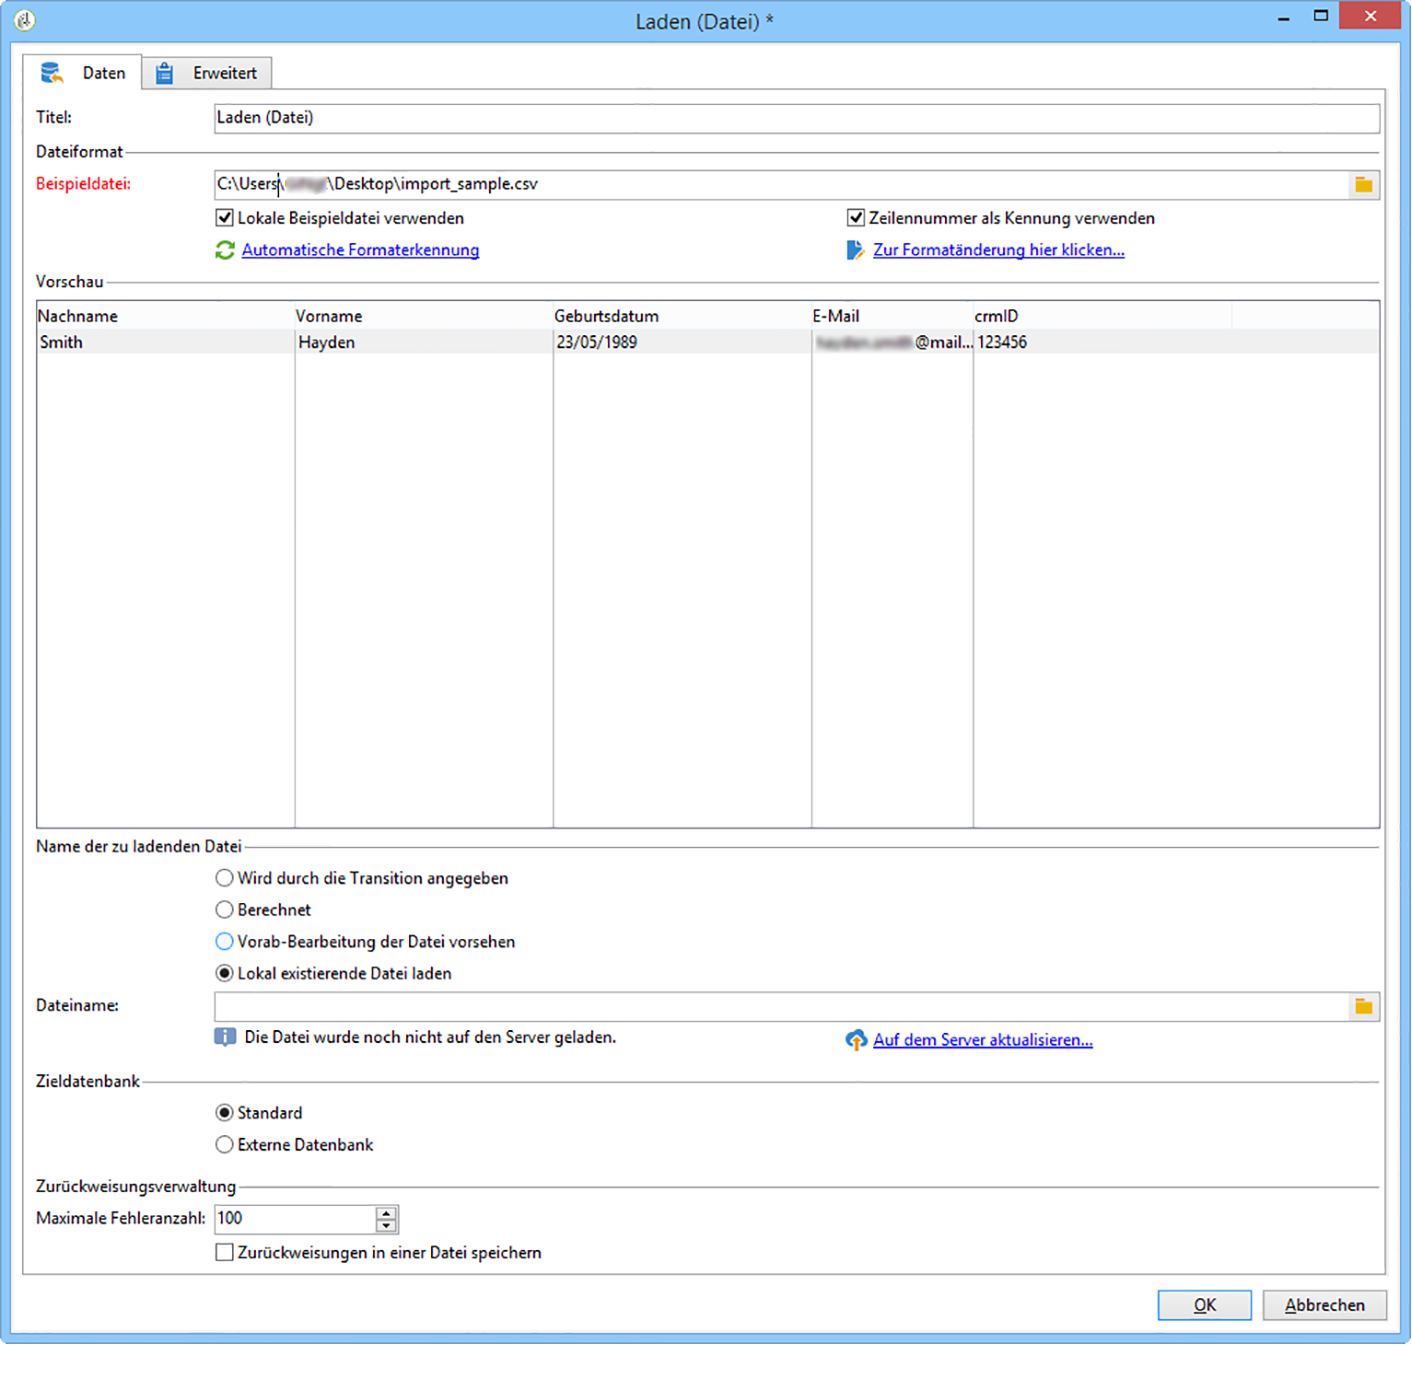 Laden (Datei) *
Daten Erweitert
Titel: Laden (Datei)
Dateiformat
Beispieldatei: C:\Users\ \Desktop\import_sample.csv
Lokale Beispieldatei verwenden Zeilennummer als Kennung verwenden
Automatische Formaterkennung Zur Formatänderung hier klicken...
Vorschau
Nachname Vorname Geburtsdatum E-Mail crmID
Smith Hayden 23/05/1989 @mail... 123456
Name der zu ladenden Datei
Wird durch die Transition angegeben
Berechnet
Vorab-Bearbeitung der Datei vorsehen
Lokal existierende Datei laden
Dateiname:
Die Datei wurde noch nicht auf den Server geladen. Auf dem Server aktualisieren...
Zieldatenbank
Standard
Externe Datenbank
Zurückweisungsverwaltung
Maximale Fehleranzahl: 100
Zurückweisungen in einer Datei speichern
OK Abbrechen